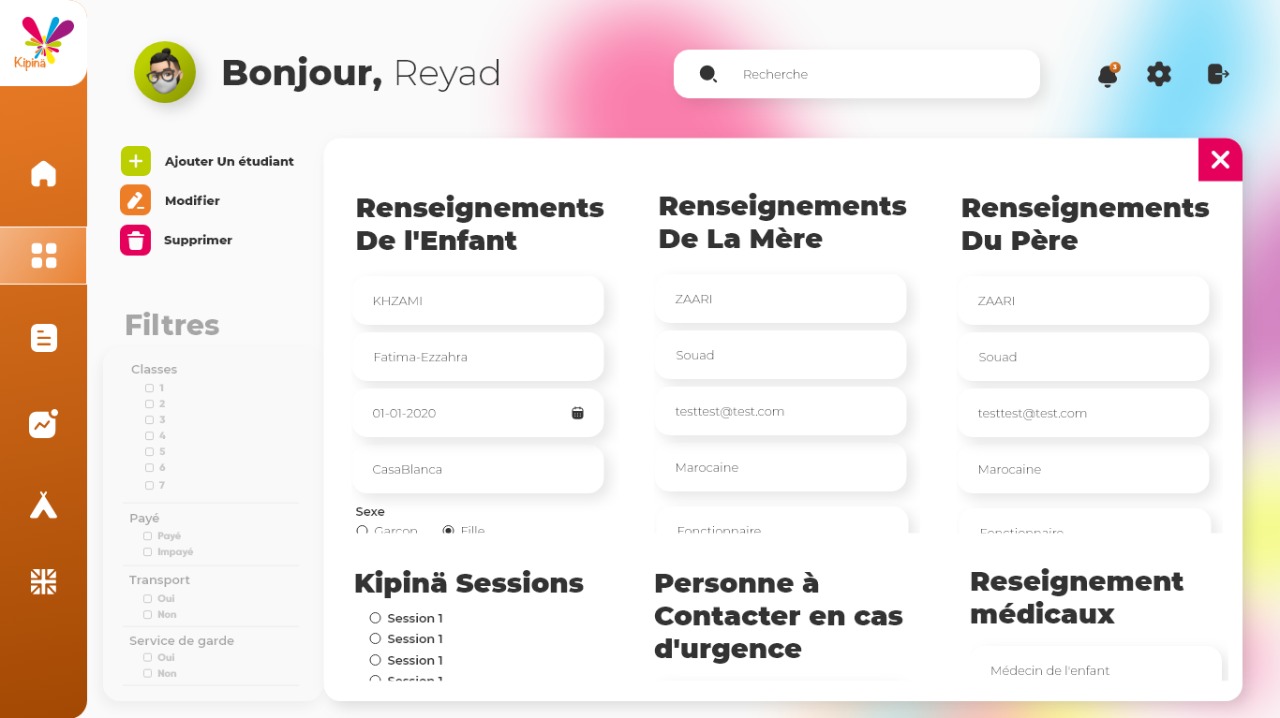 Kipinä
Bonjour, Reyad
Recherche
3
Ajouter Un étudiant
Modifier
Supprimer
Filtres
Classes
1
2
3
4
5
6
7
Payé
Payé
Impayé
Transport
Oui
Non
Service de garde
Oui
Non
Renseignements
De l'Enfant
KHZAMI
Fatima-Ezzahra
01-01-2020
CasaBlanca
Sexe
Garçon Fille
Renseignements
De La Mère
ZAARI
Souad
testtest@test.com
Marocaine
Fonctionnaire
Renseignements
Du Père
ZAARI
Souad
testtest@test.com
Marocaine
Fonctionnaire
Kipinä Sessions
Session 1
Session 1
Session 1
Session 1
Personne à
Contacter en cas
d'urgence
Reseignement
médicaux
Médecin de l'enfant